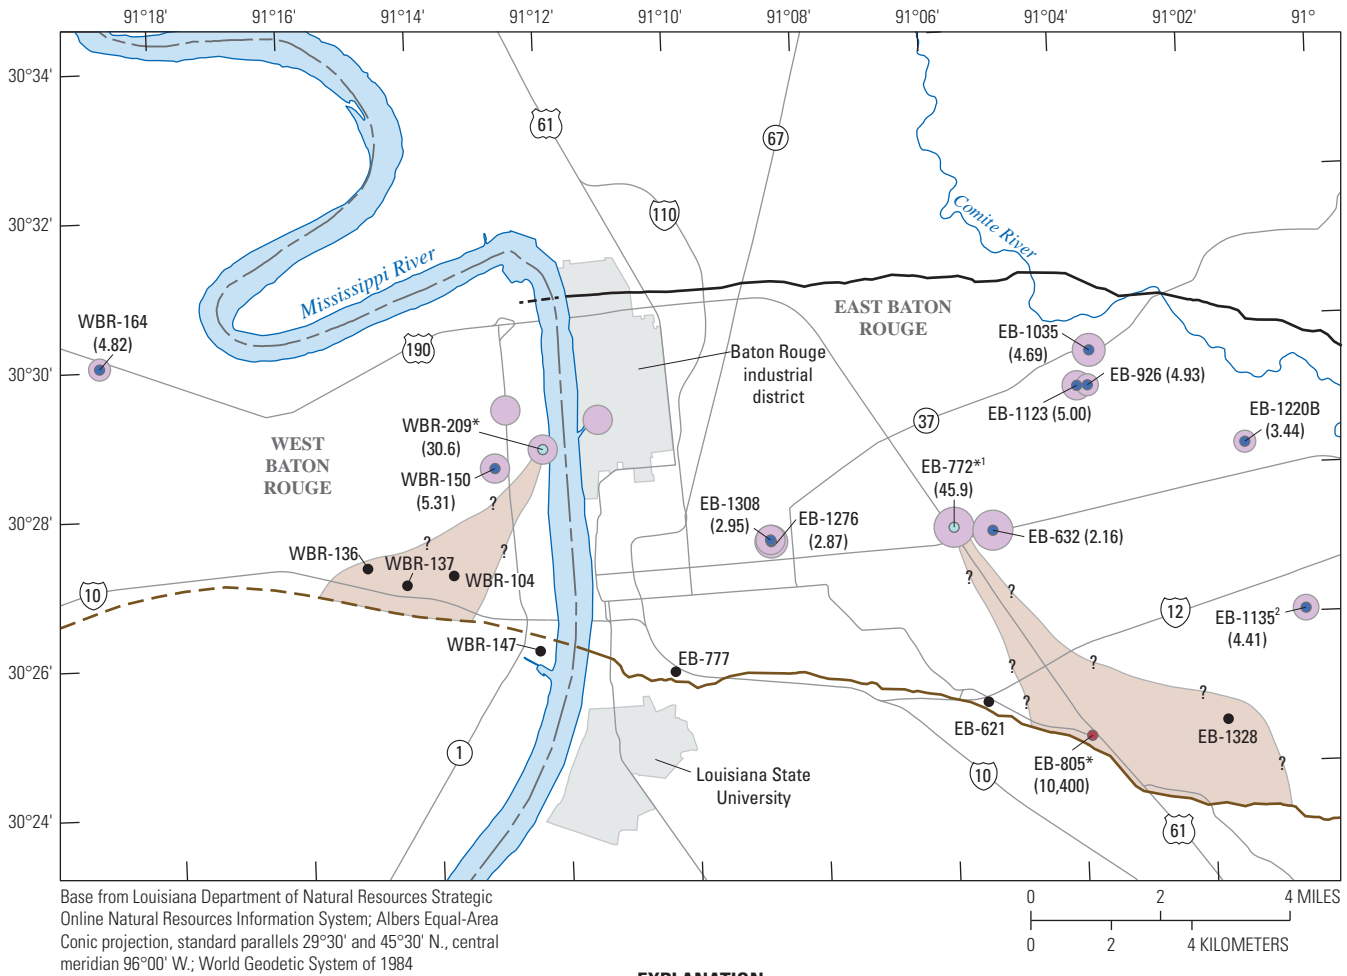 91°18' 91°16' 91°14' 91°12' 91°10' 91°08' 91°06' 91°04' 91°02' 91°
30°34'
61
67
110
Comite River
30°32'
Mississippi River
EAST BATON
ROUGE
WBR-164
(4.82)
190
EB-1035
(4.69)
Baton Rouge
industrial
district
30°30'
EB-926 (4.93)
EB-1123 (5.00)
37
EB-1220B
(3.44)
WBR-209*
(30.6)
WEST
BATON
ROUGE
WBR-150
(5.31)
EB-772*¹
(45.9)
?
EB-1308
(2.95)
EB-1276
(2.87)
30°28'
EB-632 (2.16)
?
?
WBR-136
WBR-137
WBR-104
?
?
10
12
EB-1135²
(4.41)
WBR-147
EB-777
30°26'
?
?
?
?
EB-621
EB-1328
1
EB-805*
(10,400)
?
10
Louisiana State
University
30°24'
61
Base from Louisiana Department of Natural Resources Strategic
Online Natural Resources Information System; Albers Equal-Area
Conic projection, standard parallels 29°30' and 45°30' N., central
meridian 96°00' W.; World Geodetic System of 1984
0 2 4 MILES
0 2 4 KILOMETERS
EXPLANATION